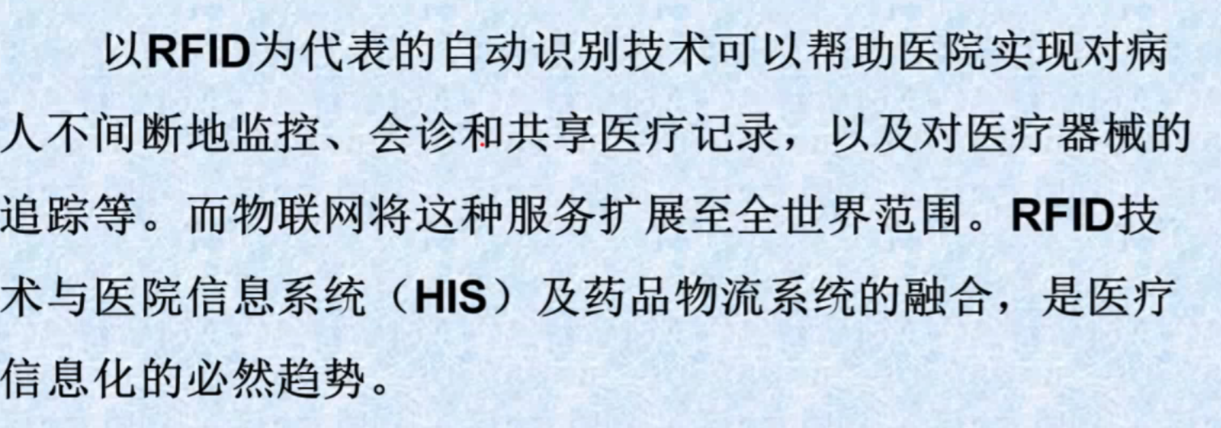 以RFID为代表的自动识别技术可以帮助医院实现对病
人不间断地监控、会诊和共享医疗记录，以及对医疗器械的
追踪等。而物联网将这种服务扩展至全世界范围。RFID技
术与医院信息系统（HIS）及药品物流系统的融合，是医疗
信息化的必然趋势。